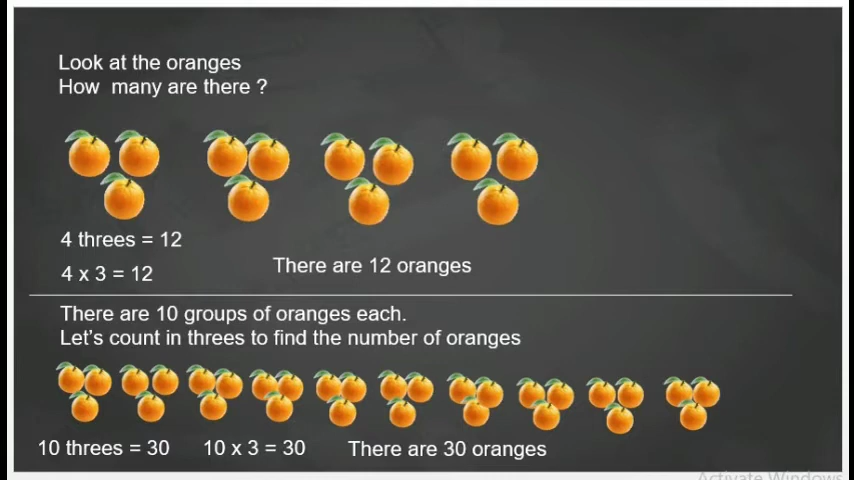 Look at the oranges
How many are there ?
4 threes = 12
4 x 3 = 12
There are 12 oranges
There are 10 groups of oranges each.
Let's count in threes to find the number of oranges
10 threes = 30 10 x 3 = 30 There are 30 oranges
Activate Windows